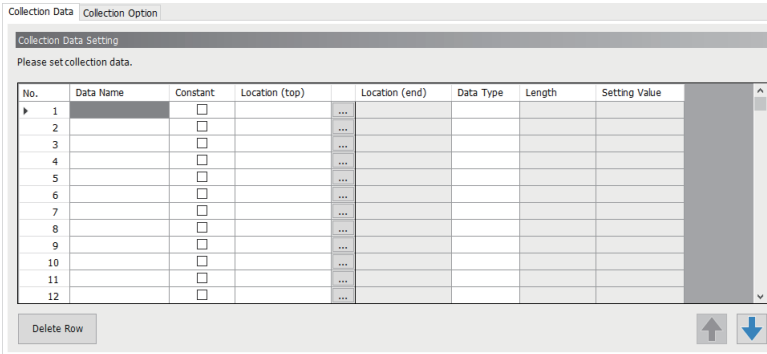 Collection Data Collection Option
Collection Data Setting
Please set collection data.
No. Data Name Constant Location (top) Location (end) Data Type Length Setting Value
1 ...
2 ...
3 ...
4 ...
5 ...
6 ...
7 ...
8 ...
9 ...
10 ...
11 ...
12 ...
Delete Row